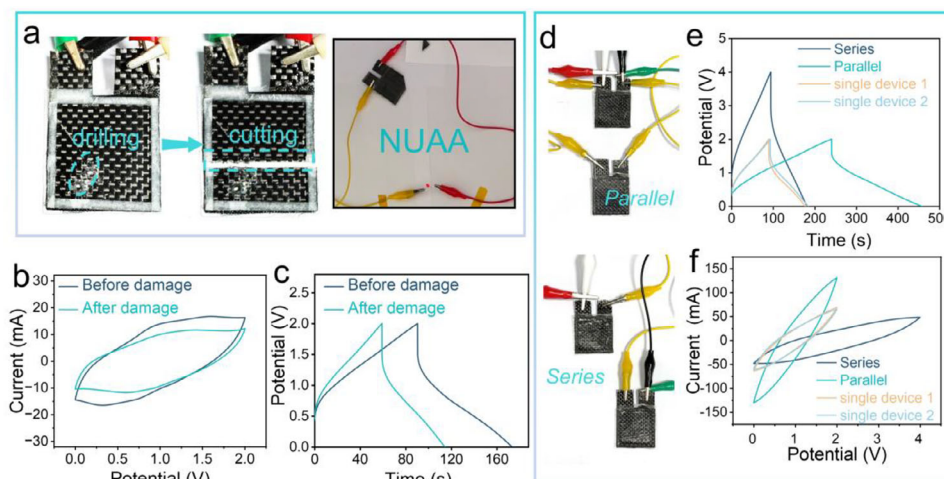 a
drilling
cutting
NUAA
b
Before damage
After damage
Current (mA)
30
20
10
0
-10
-20
-30
0.0
0.5
1.0
1.5
2.0
Potential (V)
c
Before damage
After damage
Potential (V)
2.5
2.0
1.5
1.0
0.5
0.0
0
40
80
120
160
Time (s)
d
Parallel
Series
e
Series
Parallel
single device 1
single device 2
Potential (V)
5
4
3
2
1
0
0
100
200
300
400
500
Time (s)
f
Series
Parallel
single device 1
single device 2
Current (mA)
150
100
50
0
-50
-100
-150
0
1
2
3
4
Potential (V)